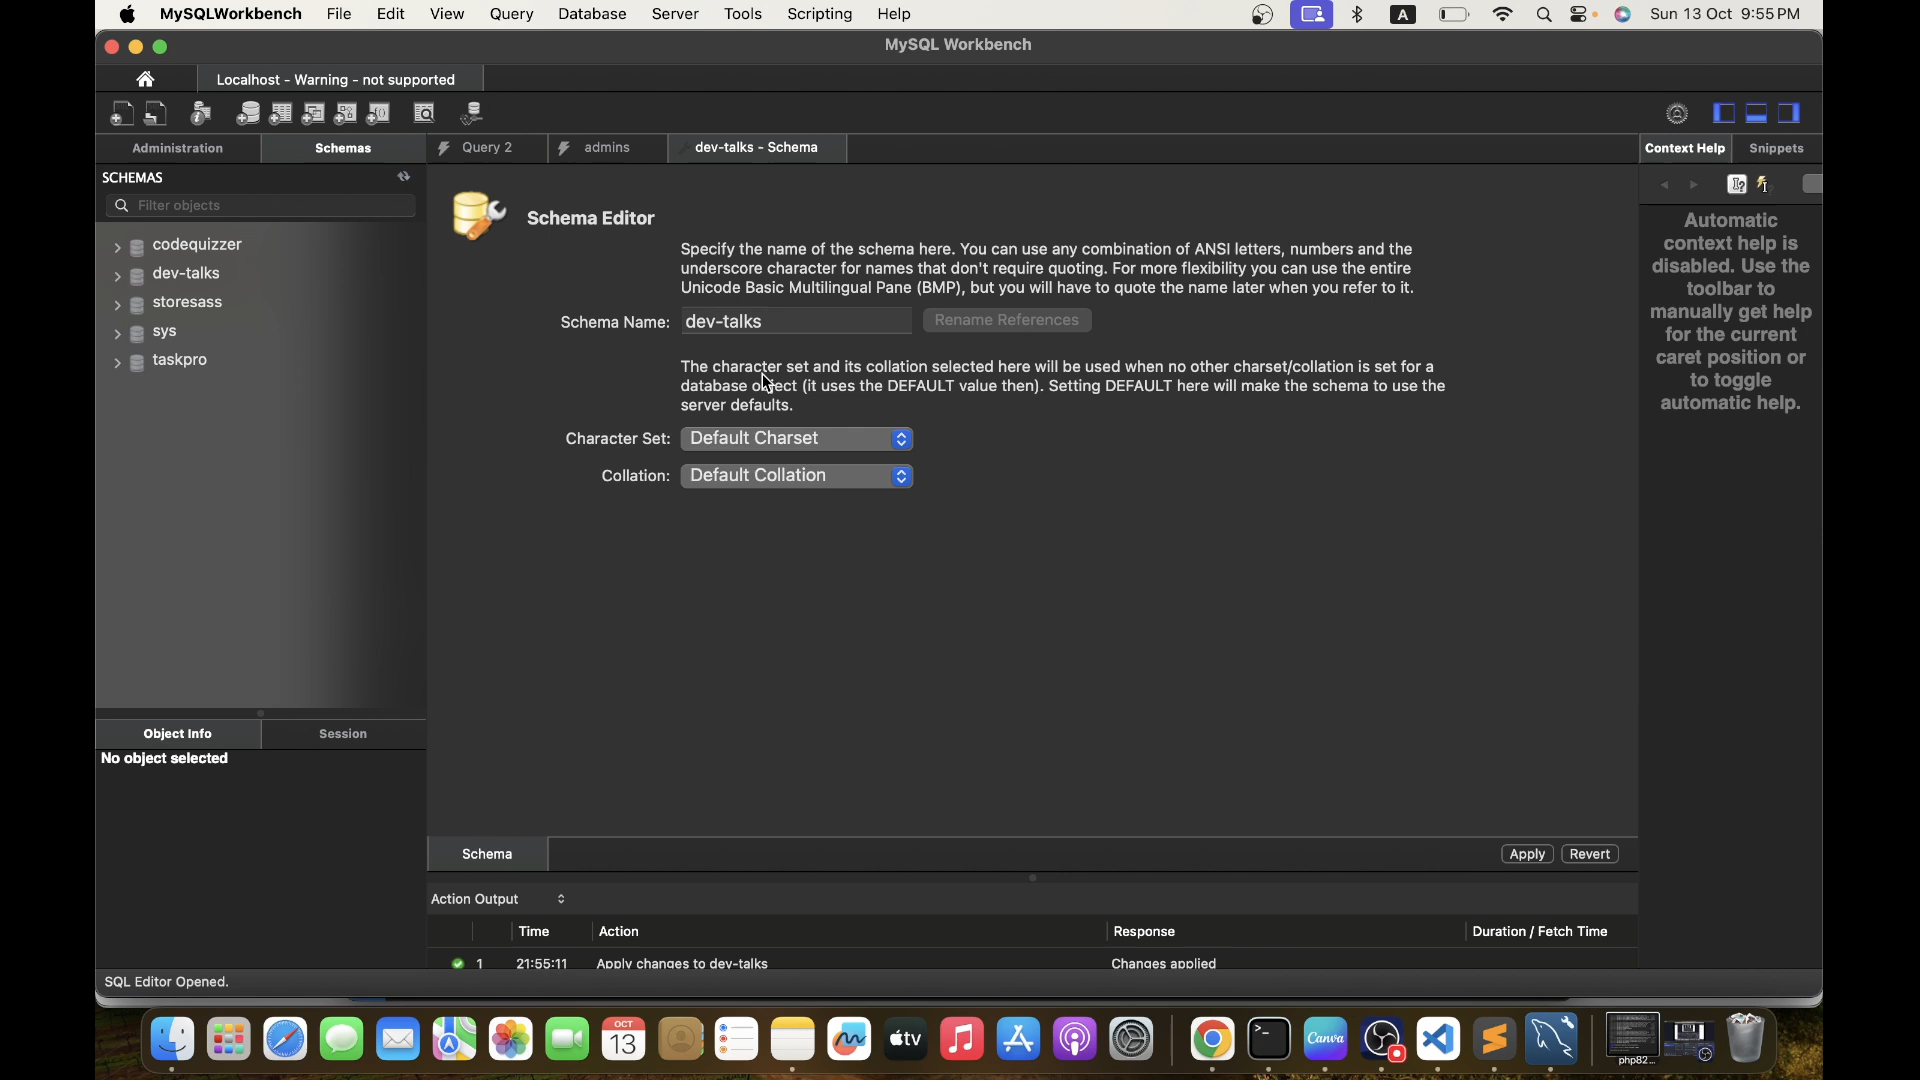 MySQLWorkbench File Edit View Query Database Server Tools Scripting Help A Sun 13 Oct 9:55 PM
MySQL Workbench
Localhost - Warning - not supported
Administration Schemas Query 2 admins dev-talks - Schema Context Help Snippets
SCHEMAS
Filter objects
codequizzer
dev-talks
storesass
sys
taskpro
Schema Editor
Specify the name of the schema here. You can use any combination of ANSI letters, numbers and the
underscore character for names that don't require quoting. For more flexibility you can use the entire
Unicode Basic Multilingual Pane (BMP), but you will have to quote the name later when you refer to it.
Schema Name: dev-talks Rename References
The character set and its collation selected here will be used when no other charset/collation is set for a
database object (it uses the DEFAULT value then). Setting DEFAULT here will make the schema to use the
server defaults.
Character Set: Default Charset
Collation: Default Collation
Automatic
context help is
disabled. Use the
toolbar to
manually get help
for the current
caret position or
to toggle
automatic help.
Object Info Session
No object selected
Schema Apply Revert
Action Output
Time Action Response Duration / Fetch Time
1 21:55:11 Apply changes to dev-talks Changes applied
SQL Editor Opened.
OCT
13
tv
Canva
php82...